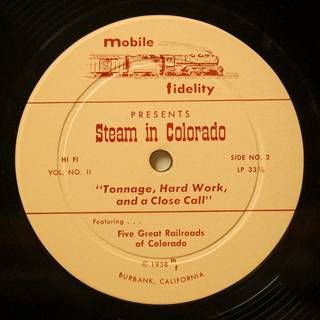 mobile
fidelity
PRESENTS
Steam in Colorado
HI FI
SIDE NO. 2
VOL. NO. II
LP 33⅓
"Tonnage, Hard Work,
and a Close Call"
Featuring . . .
Five Great Railroads
of Colorado
© 1958 m f
BURBANK, CALIFORNIA